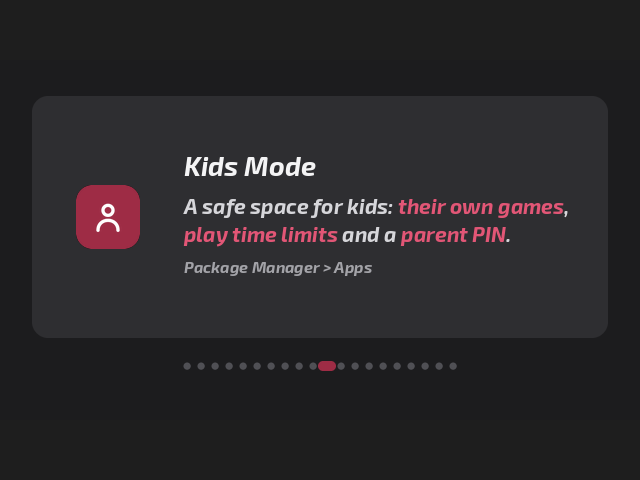 Kids Mode
A safe space for kids: their own games,
play time limits and a parent PIN.
Package Manager > Apps